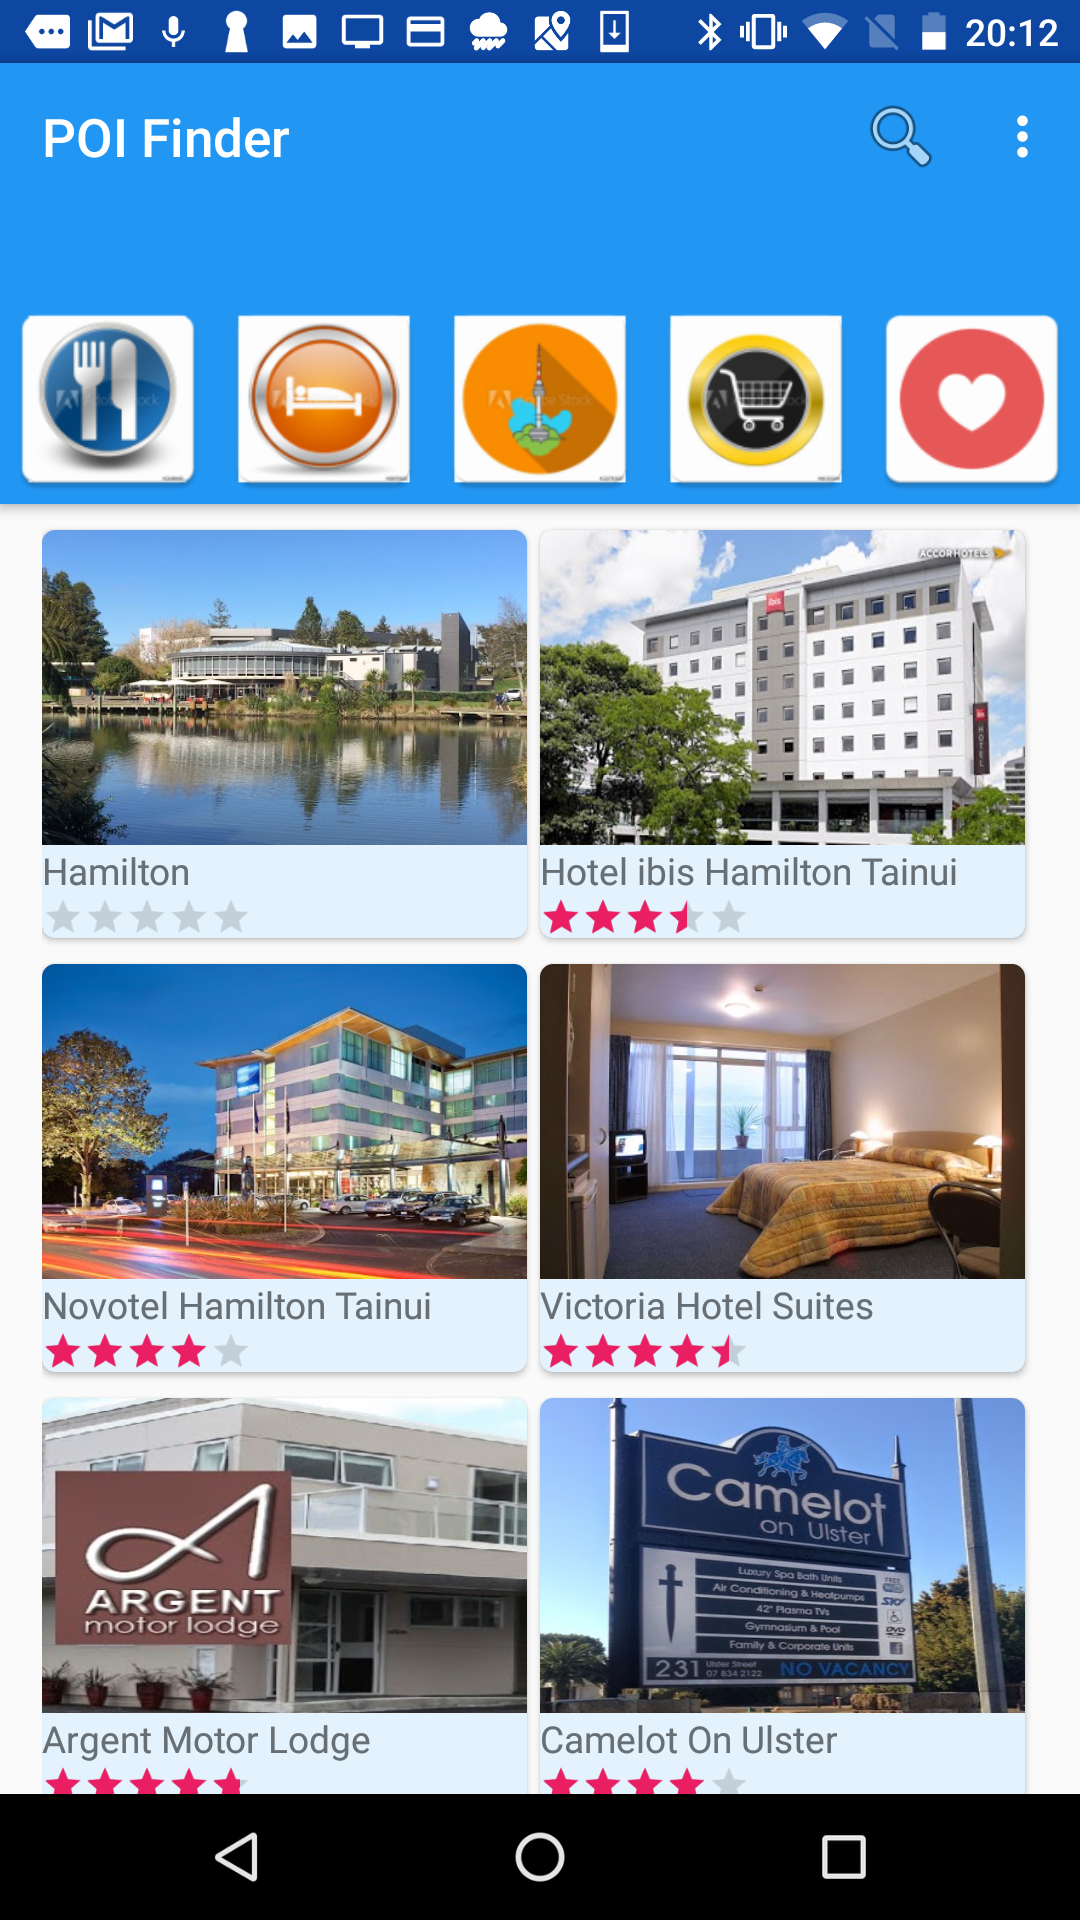 20:12
POI Finder
ACCORHOTELS
ibis
HOTEL
Hamilton
Hotel ibis Hamilton Tainui
Novotel Hamilton Tainui
Victoria Hotel Suites
ARGENT
motor lodge
Camelot
on Ulster
Luxury Spa Bath Units
Air Conditioning & Heatpumps
42" Plasma TVs
Gymnasium & Pool
Family & Corporate Units
FREE
SKY
DVD
231 Ulster Street
07 834 2122 NO VACANCY
Argent Motor Lodge
Camelot On Ulster